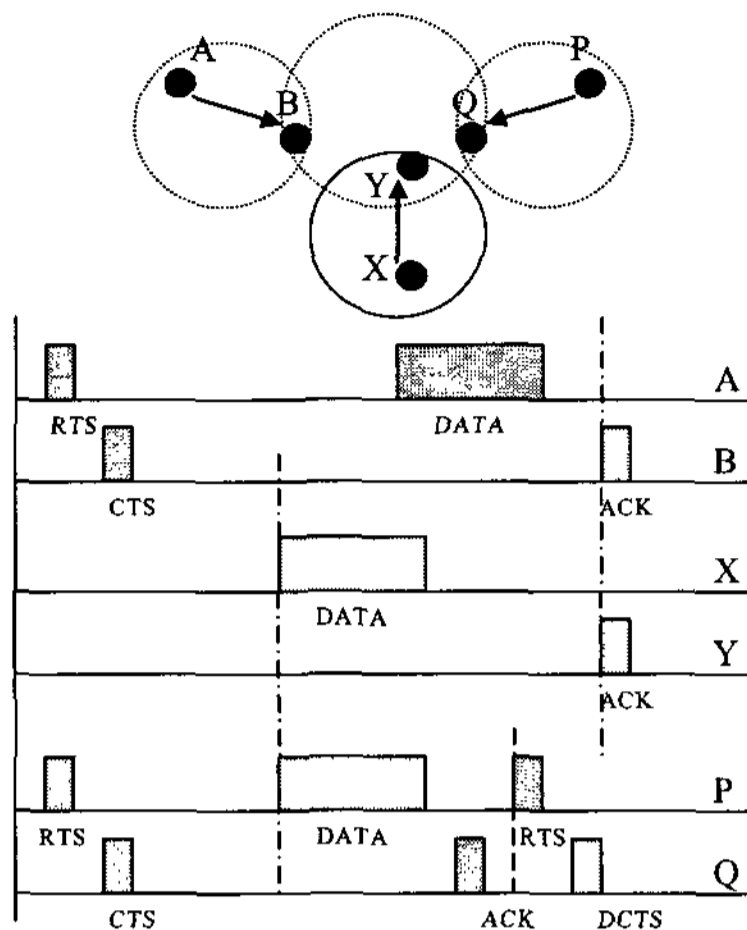 A P
B Q
Y
X
A
RTS DATA
B
CTS ACK
X
DATA
Y
ACK
P
RTS DATA RTS
Q
CTS ACK DCTS